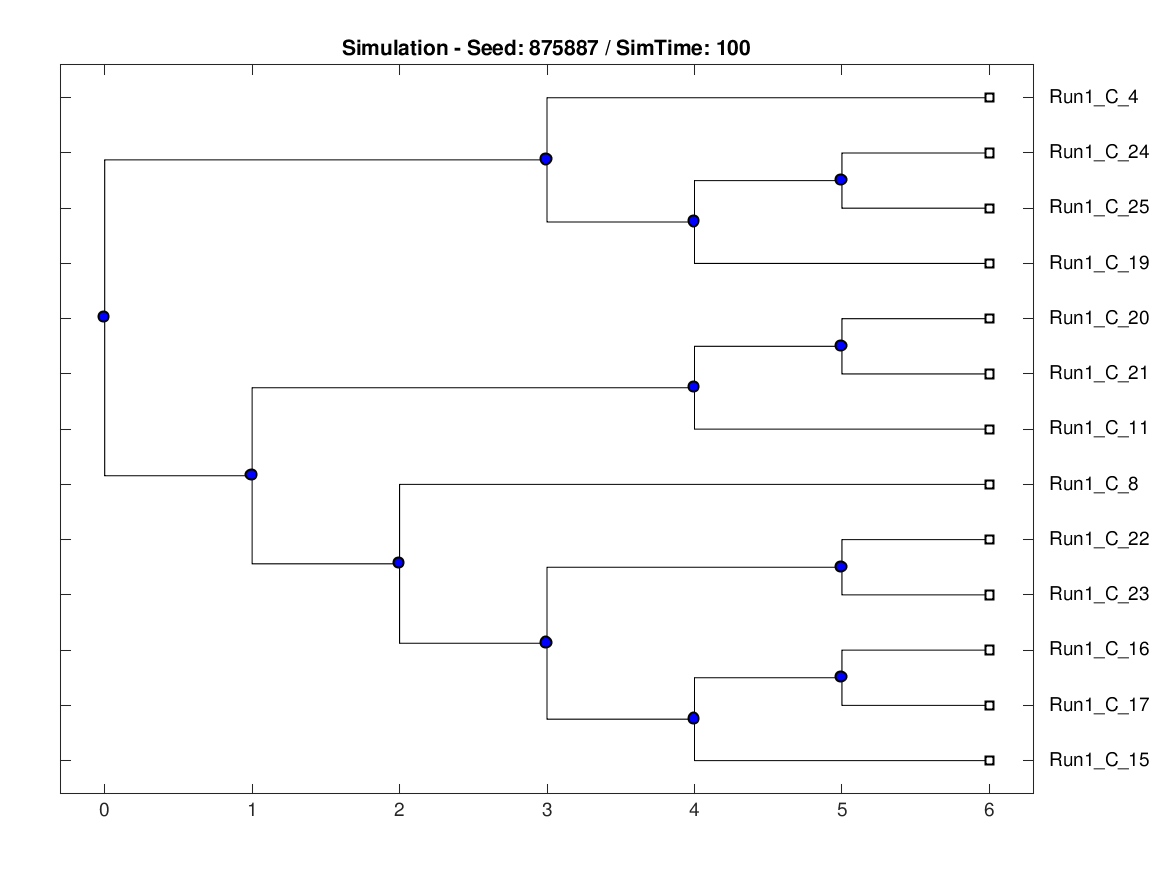 Simulation - Seed: 875887 / SimTime: 100
Run1_C_4
Run1_C_24
Run1_C_25
Run1_C_19
Run1_C_20
Run1_C_21
Run1_C_11
Run1_C_8
Run1_C_22
Run1_C_23
Run1_C_16
Run1_C_17
Run1_C_15
0 1 2 3 4 5 6